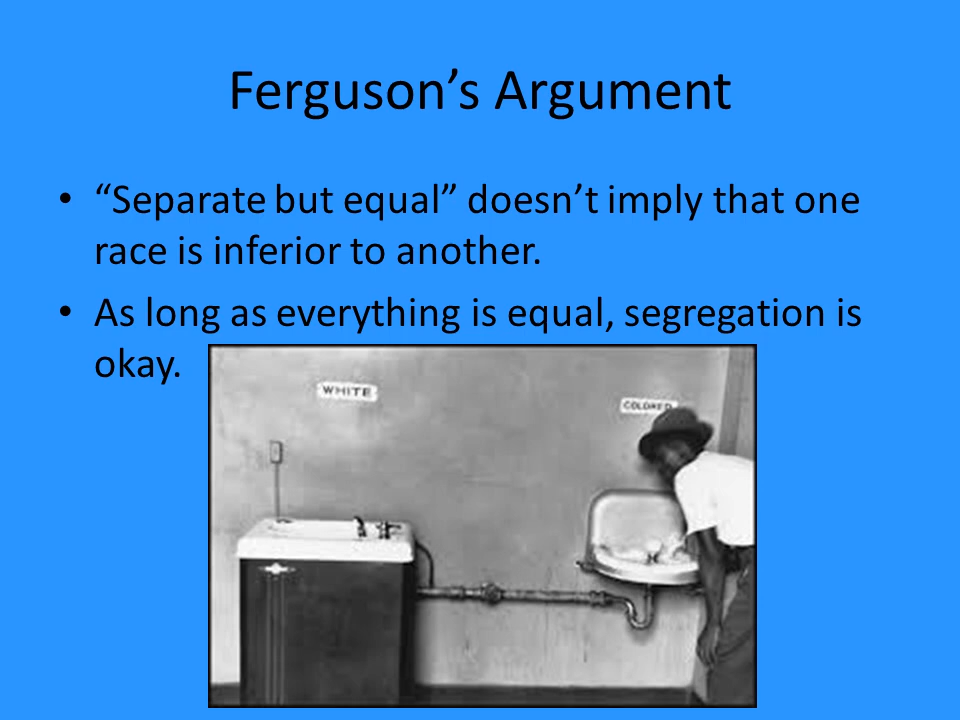 Ferguson’s Argument
• “Separate but equal” doesn’t imply that one
race is inferior to another.
• As long as everything is equal, segregation is
okay.
WHITE
COLORED